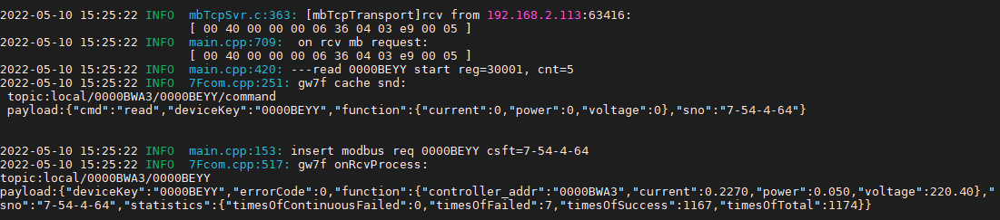 2022-05-10 15:25:22 INFO  mbTcpSvr.c:363: [mbTcpTransport]rcv from 192.168.2.113:63416:
[ 00 40 00 00 00 06 36 04 03 e9 00 05 ]
2022-05-10 15:25:22 INFO  main.cpp:709:  on rcv mb request:
[ 00 40 00 00 00 06 36 04 03 e9 00 05 ]
2022-05-10 15:25:22 INFO  main.cpp:420: ---read 0000BEYY start reg=30001, cnt=5
2022-05-10 15:25:22 INFO  7Fcom.cpp:251: gw7f cache snd:
topic:local/0000BWA3/0000BEYY/command
payload:{"cmd":"read","deviceKey":"0000BEYY","function":{"current":0,"power":0,"voltage":0},"sno":"7-54-4-64"}
2022-05-10 15:25:22 INFO  main.cpp:153: insert modbus req 0000BEYY csft=7-54-4-64
2022-05-10 15:25:22 INFO  7Fcom.cpp:517: gw7f onRcvProcess:
topic:local/0000BWA3/0000BEYY
payload:{"deviceKey":"0000BEYY","errorCode":0,"function":{"controller_addr":"0000BWA3","current":0.2270,"power":0.050,"voltage":220.40},"
sno":"7-54-4-64","statistics":{"timesOfContinuousFailed":0,"timesOfFailed":7,"timesOfSuccess":1167,"timesOfTotal":1174}}